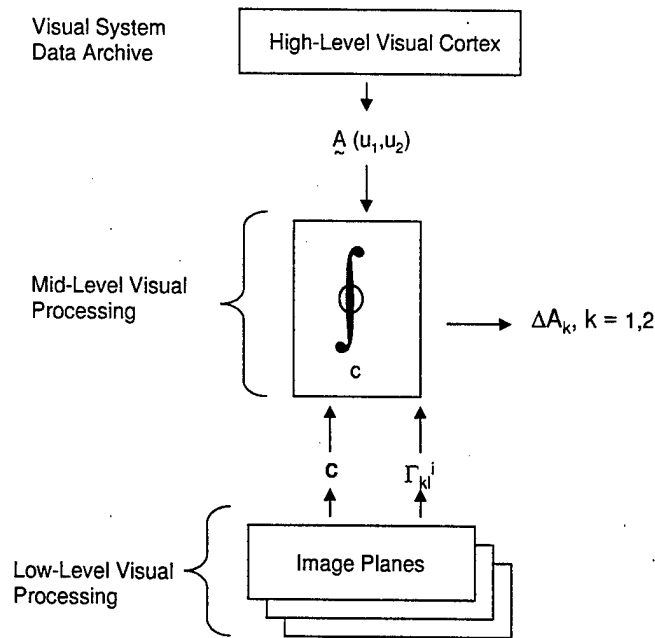 Visual System
Data Archive
High-Level Visual Cortex
A̰ (u₁,u₂)
Mid-Level Visual
Processing
∮
c
ΔAₖ, k = 1,2
C
Γₖₗⁱ
Low-Level Visual
Processing
Image Planes